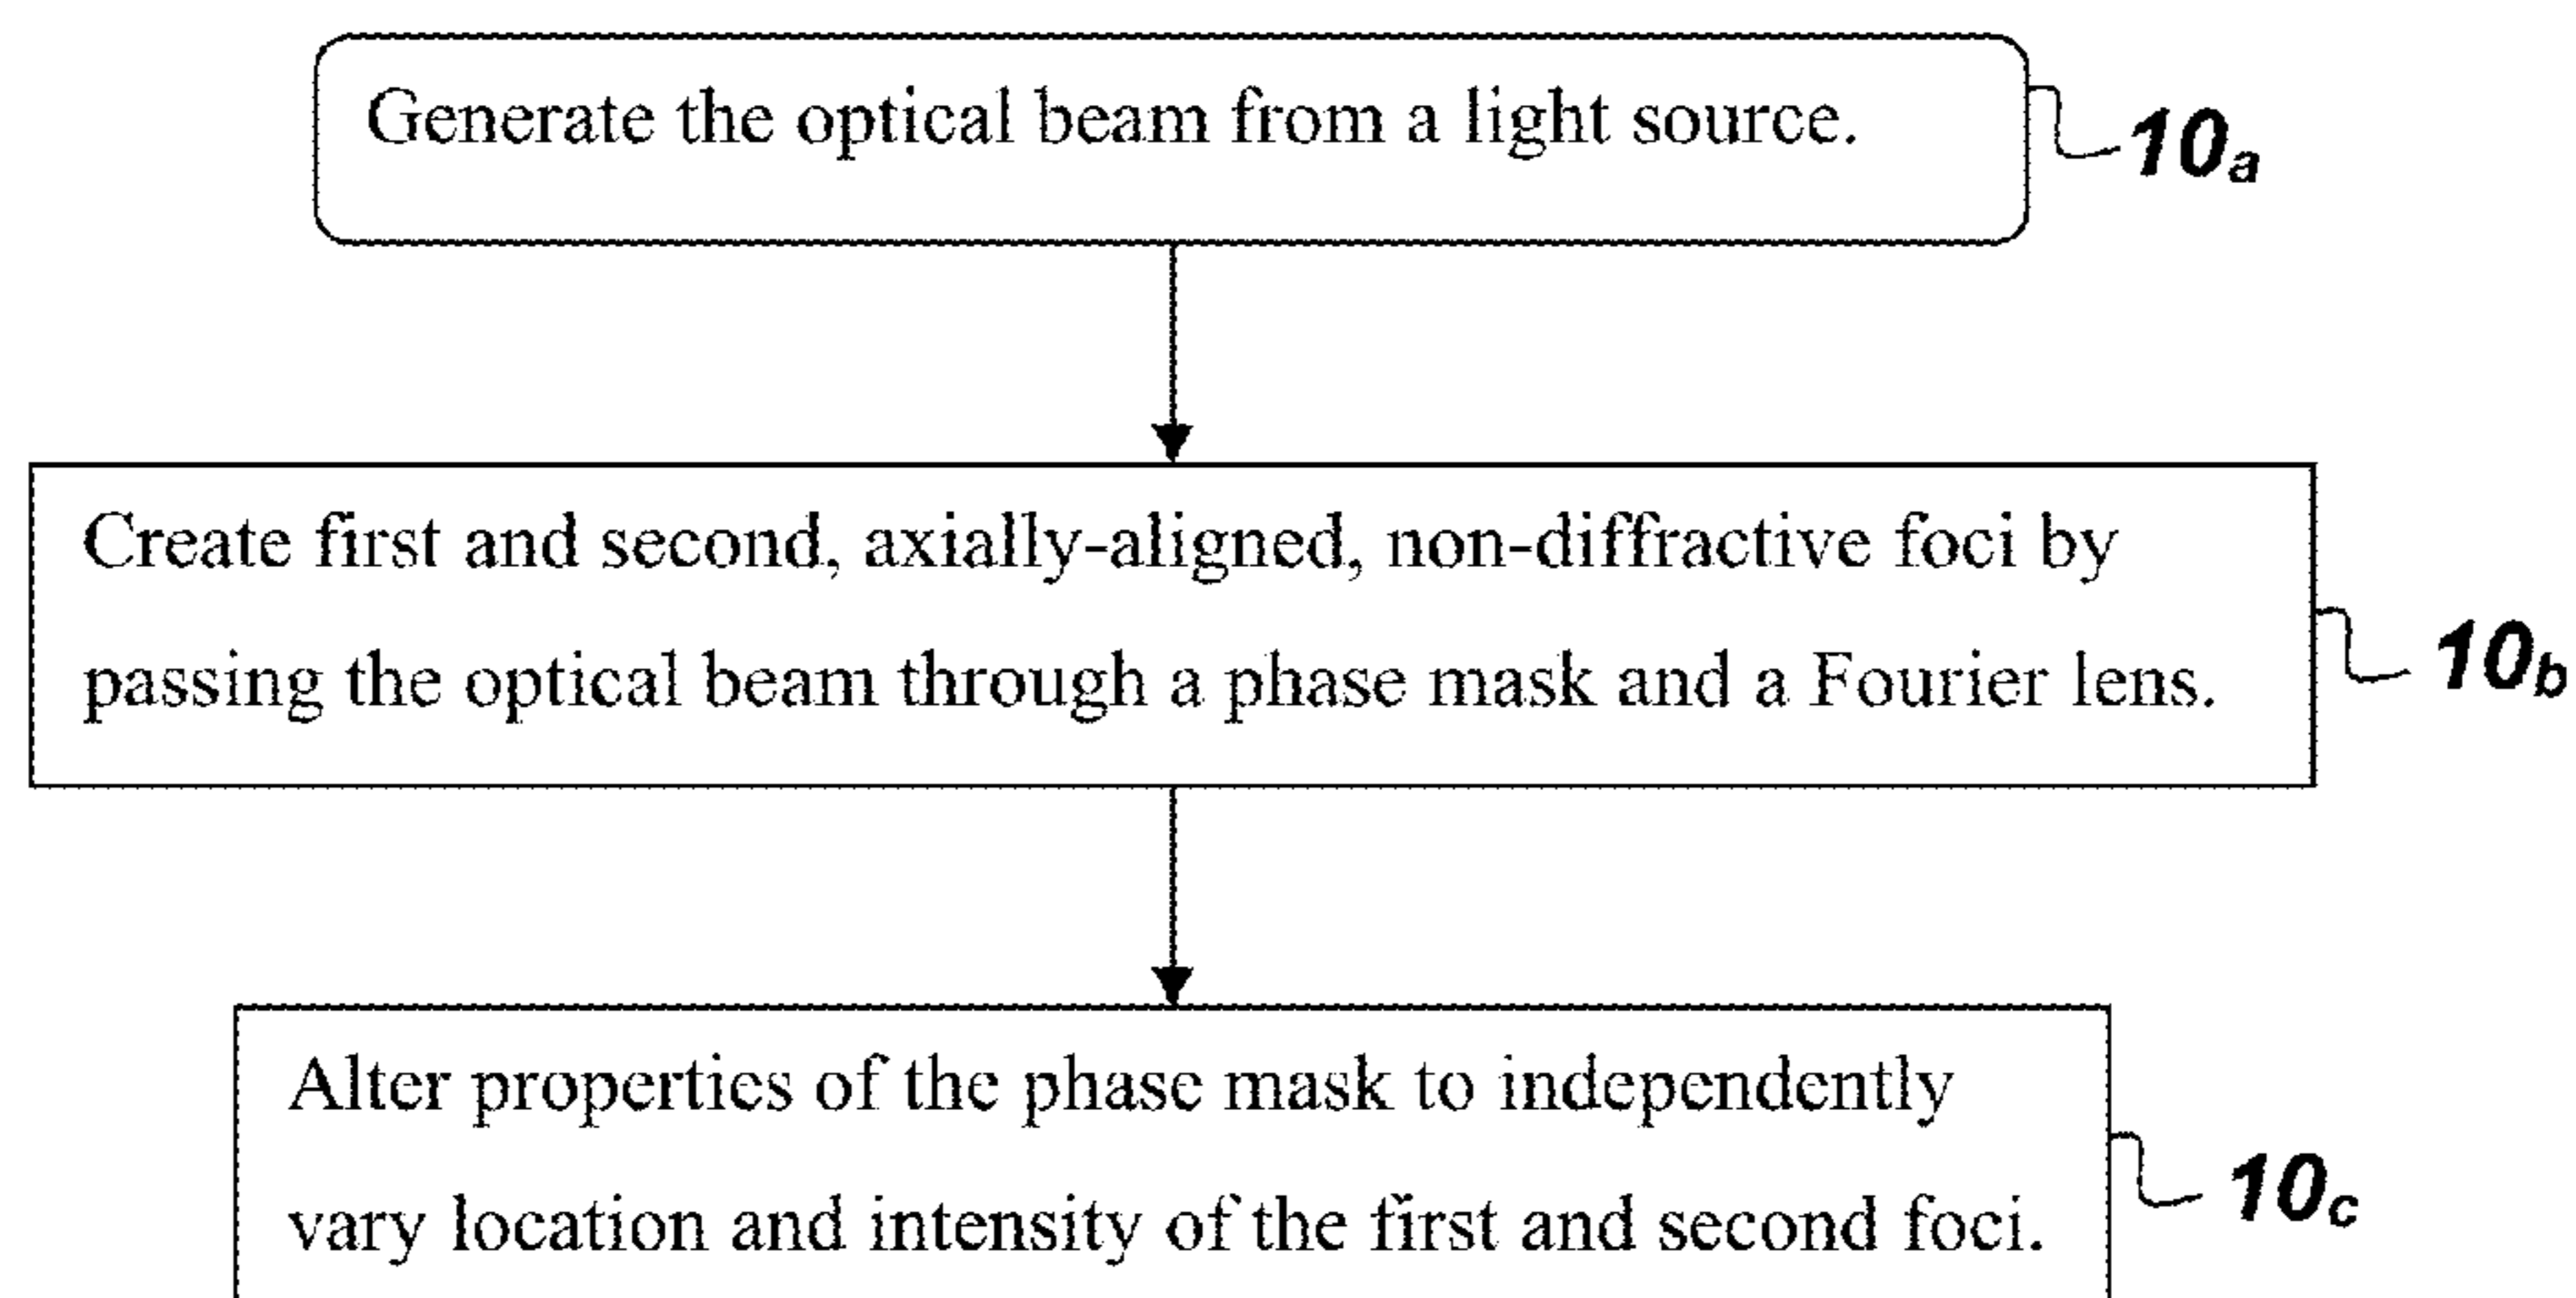 Generate the optical beam from a light source.
10a
Create first and second, axially-aligned, non-diffractive foci by
passing the optical beam through a phase mask and a Fourier lens.
10b
Alter properties of the phase mask to independently
vary location and intensity of the first and second foci.
10c